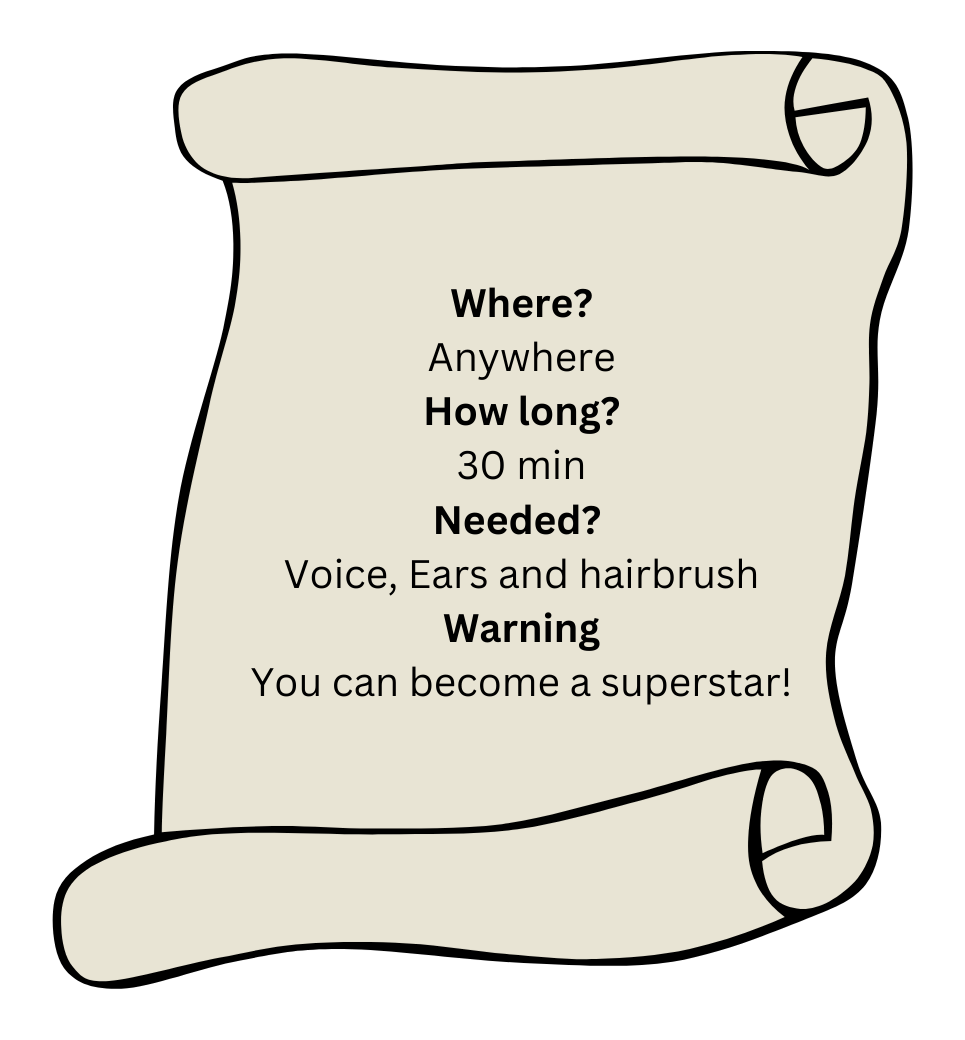 Where?
Anywhere
How long?
30 min
Needed?
Voice, Ears and hairbrush
Warning
You can become a superstar!